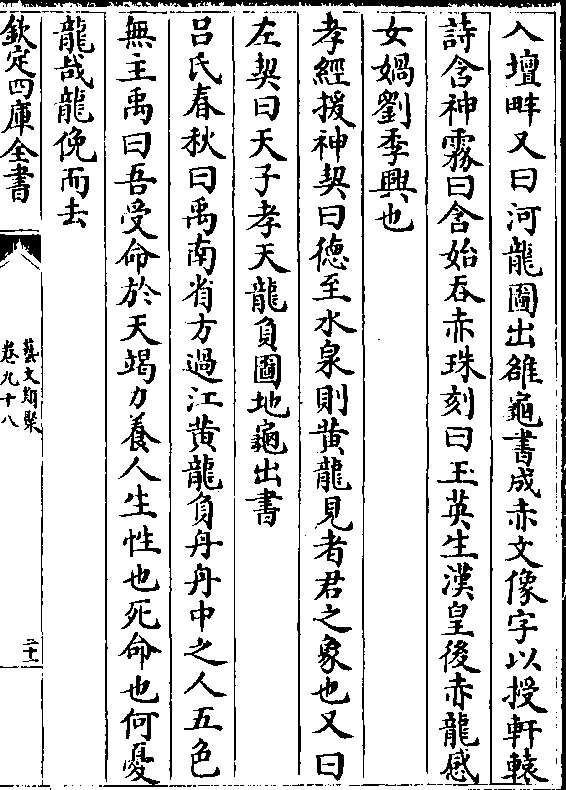 入壇畔又曰河龍圖出雒龜書成赤文像字以授軒轅
詩含神霧曰含始吞赤珠刻曰玉英生漢皇後赤龍感
女媧劉季興也
孝經援神契曰德至水泉則黃龍見者君之象也又曰
左契曰天子孝天龍負圖地龜出書
呂氏春秋曰禹南省方過江黃龍負舟舟中之人五色
無主禹曰吾受命於天竭力養人生性也死命也何憂
龍哉龍俛而去
欽定四庫全書
藝文類聚
卷九十八
二十一